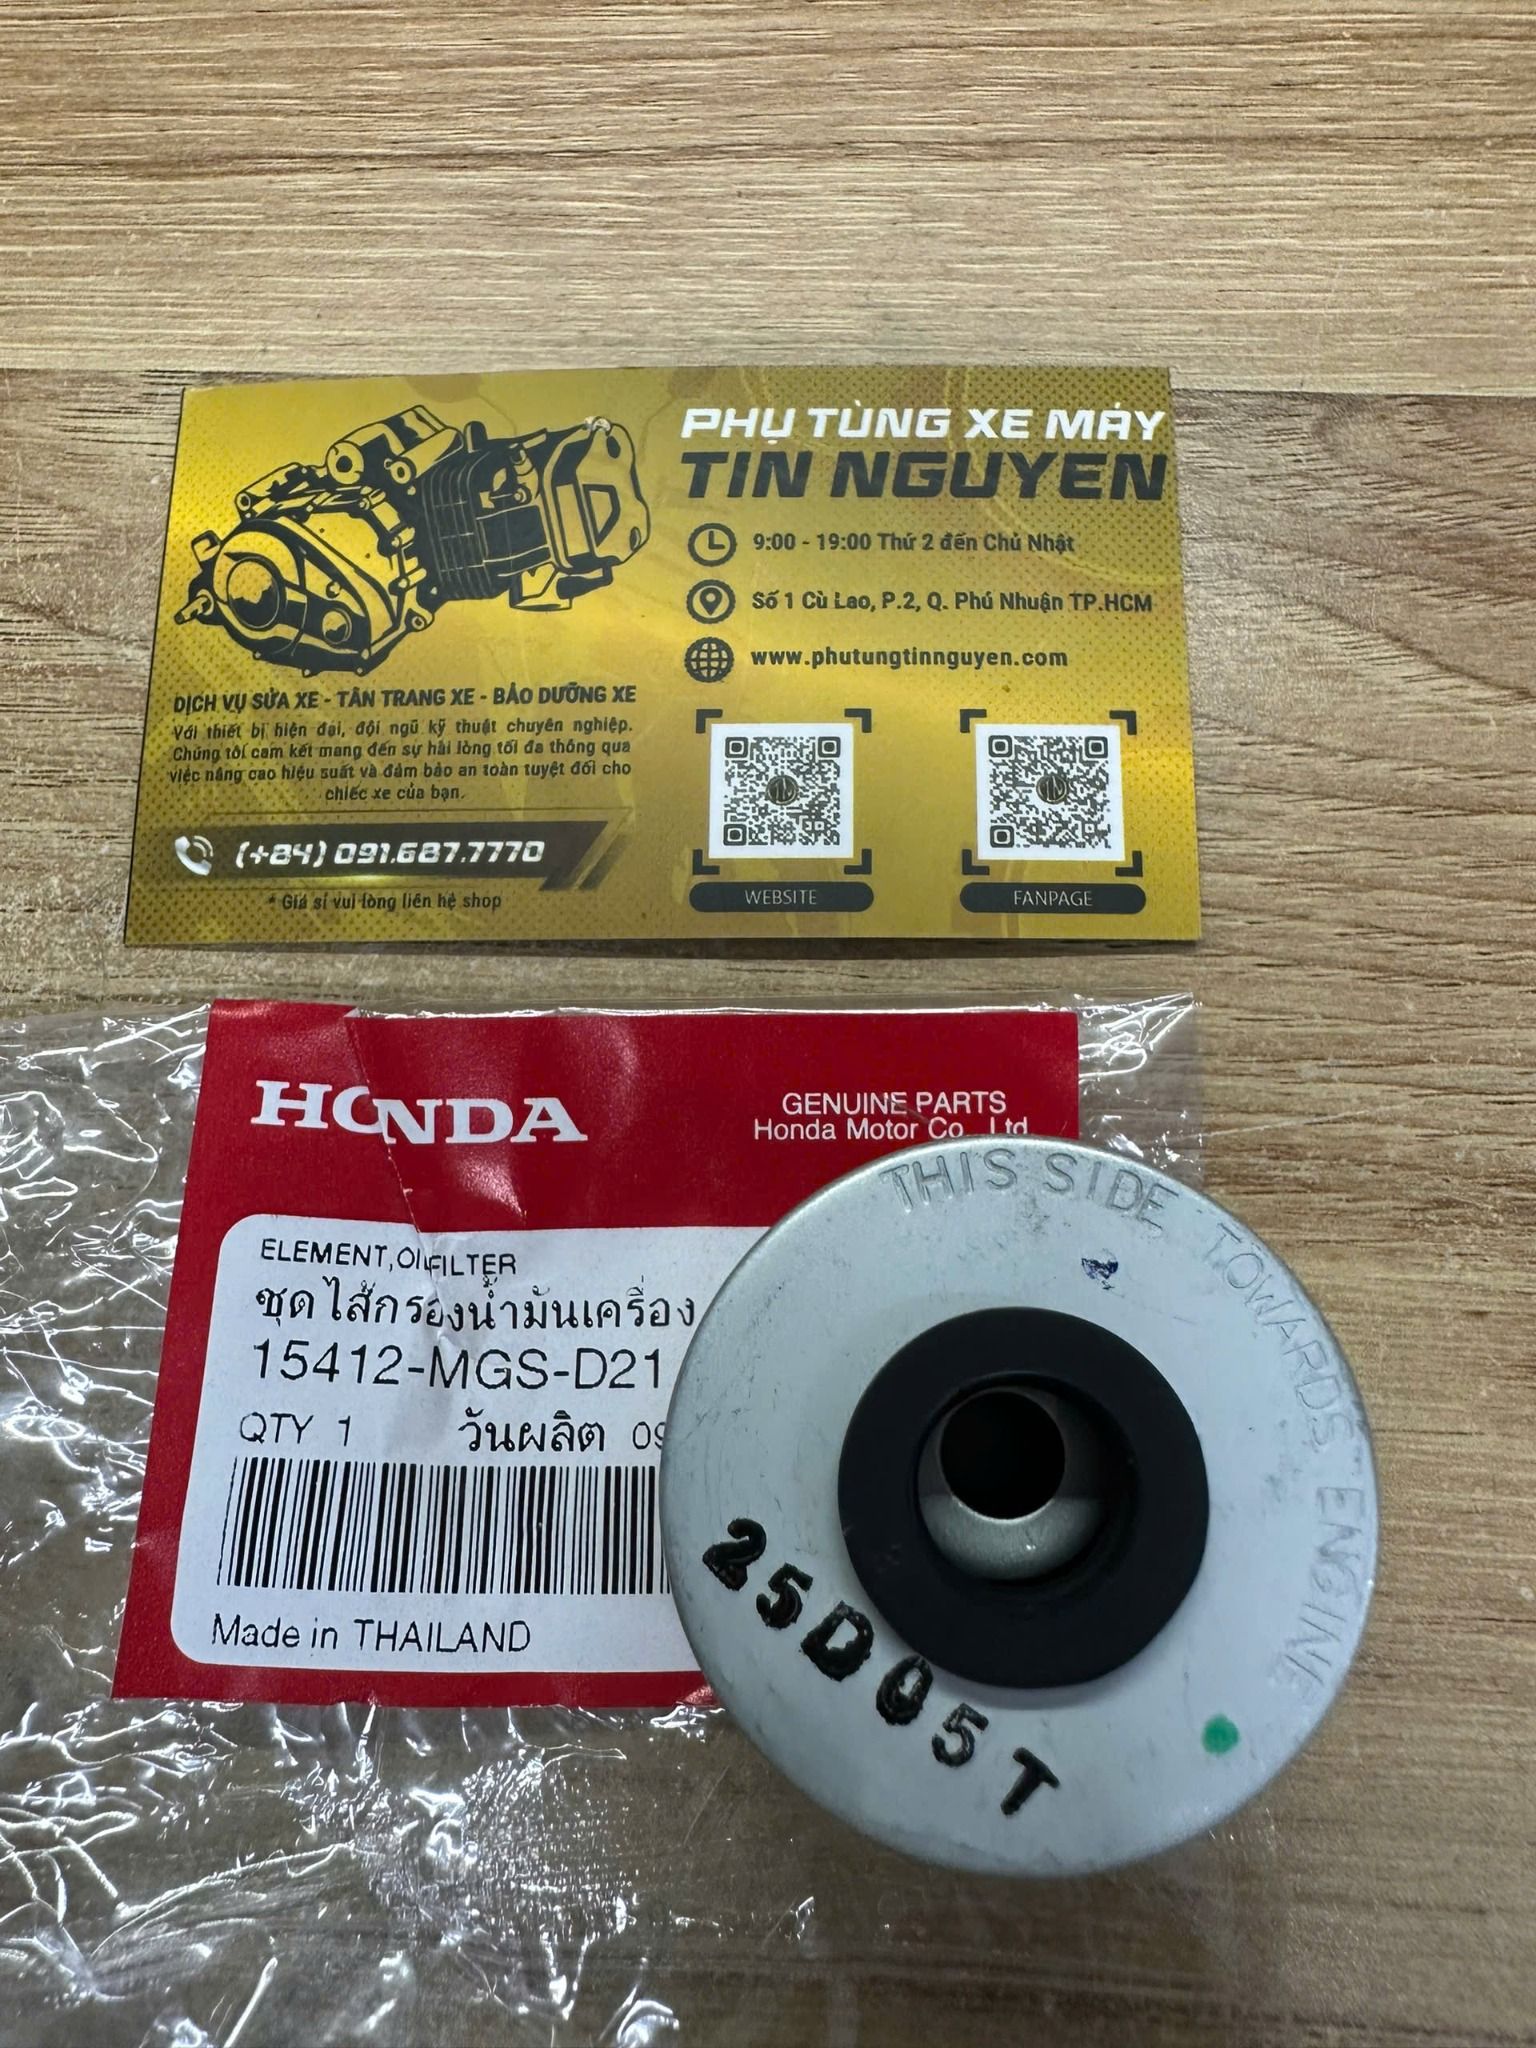 PHỤ TÙNG XE MÁY
TIN NGUYEN
9:00 - 19:00 Thứ 2 đến Chủ Nhật
Số 1 Cù Lao, P.2, Q. Phú Nhuận TP.HCM
www.phutungtinnguyen.com
DỊCH VỤ SỬA XE - TÂN TRANG XE - BẢO DƯỠNG XE
Với thiết bị hiện đại, đội ngũ kỹ thuật chuyên nghiệp.
Chúng tôi cam kết mang đến sự hài lòng tối đa thông qua
việc nâng cao hiệu suất và đảm bảo an toàn tuyệt đối cho
chiếc xe của bạn.
(+84) 091.687.7770
* Giá sỉ vui lòng liên hệ shop
WEBSITE
FANPAGE
HONDA
GENUINE PARTS
Honda Motor Co., Ltd.
ELEMENT,OIL FILTER
ชุดไส้กรองน้ำมันเครื่อง
15412-MGS-D21
QTY 1 วันผลิต 09
Made in THAILAND
THIS SIDE TOWARDS ENGINE
25D05T